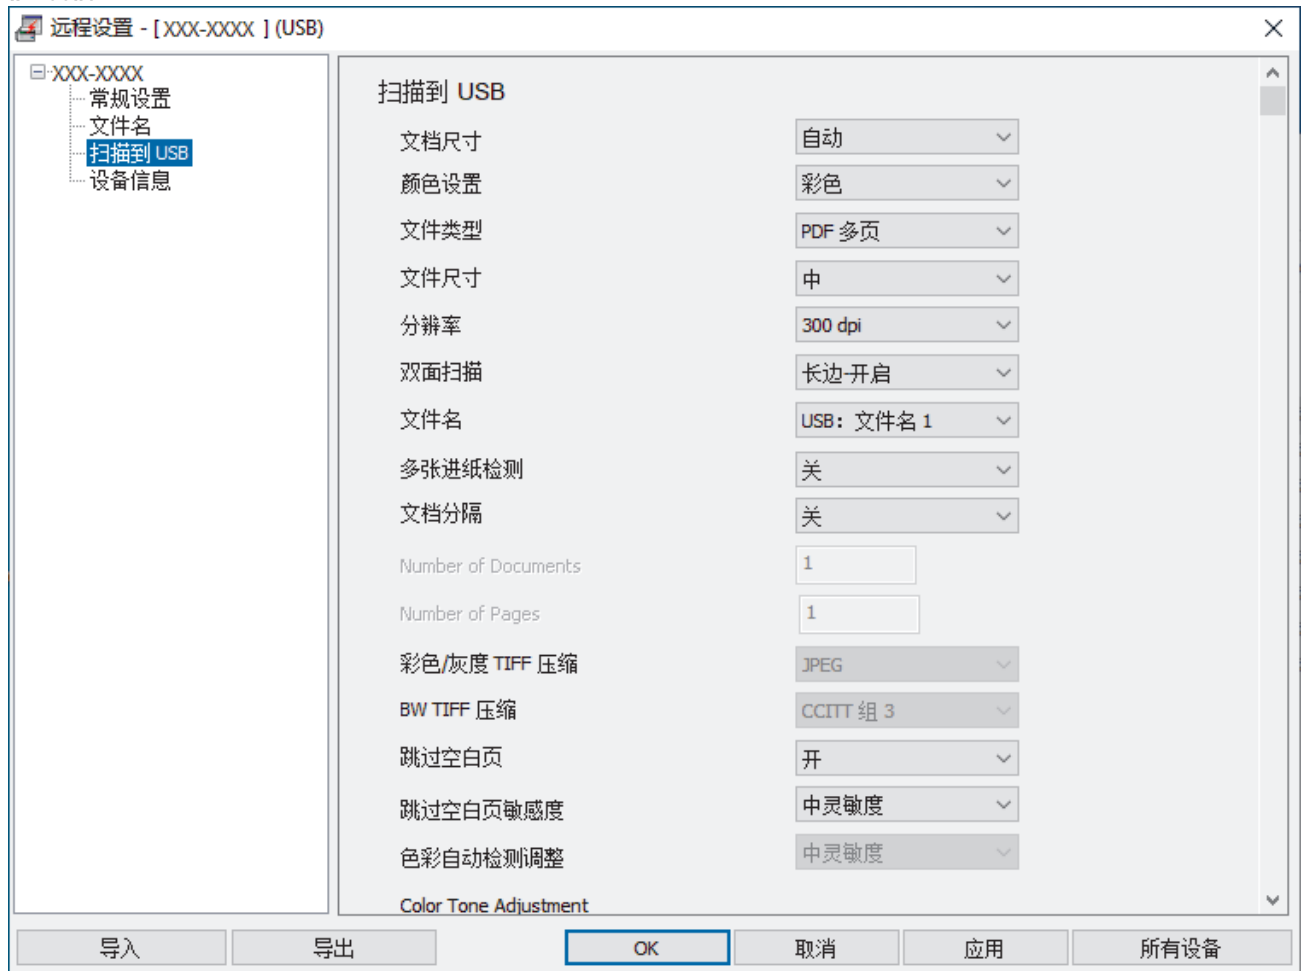 远程设置 - [ XXX-XXXX ] (USB)
XXX-XXXX
常规设置
文件名
扫描到 USB
设备信息
扫描到 USB
文档尺寸 自动
颜色设置 彩色
文件类型 PDF 多页
文件尺寸 中
分辨率 300 dpi
双面扫描 长边-开启
文件名 USB：文件名 1
多张进纸检测 关
文档分隔 关
Number of Documents 1
Number of Pages 1
彩色/灰度 TIFF 压缩 JPEG
BW TIFF 压缩 CCITT 组 3
跳过空白页 开
跳过空白页敏感度 中灵敏度
色彩自动检测调整 中灵敏度
Color Tone Adjustment
导入 导出 OK 取消 应用 所有设备